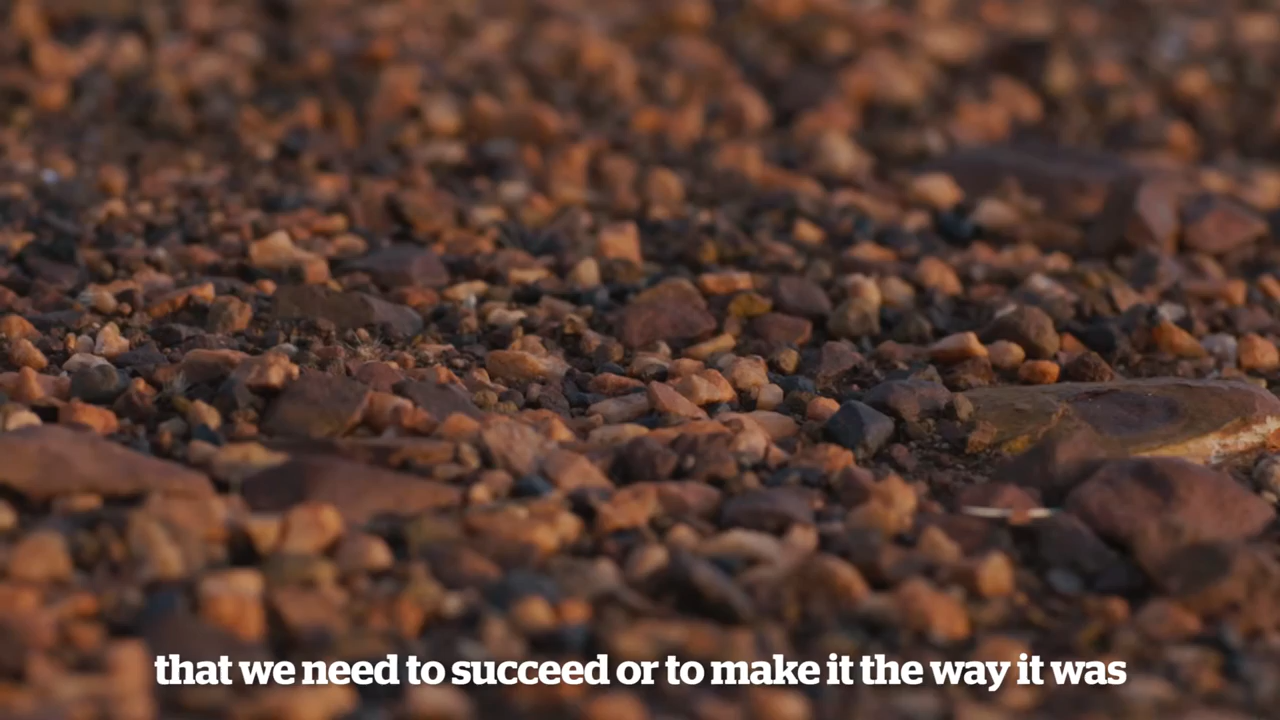 that we need to succeed or to make it the way it was